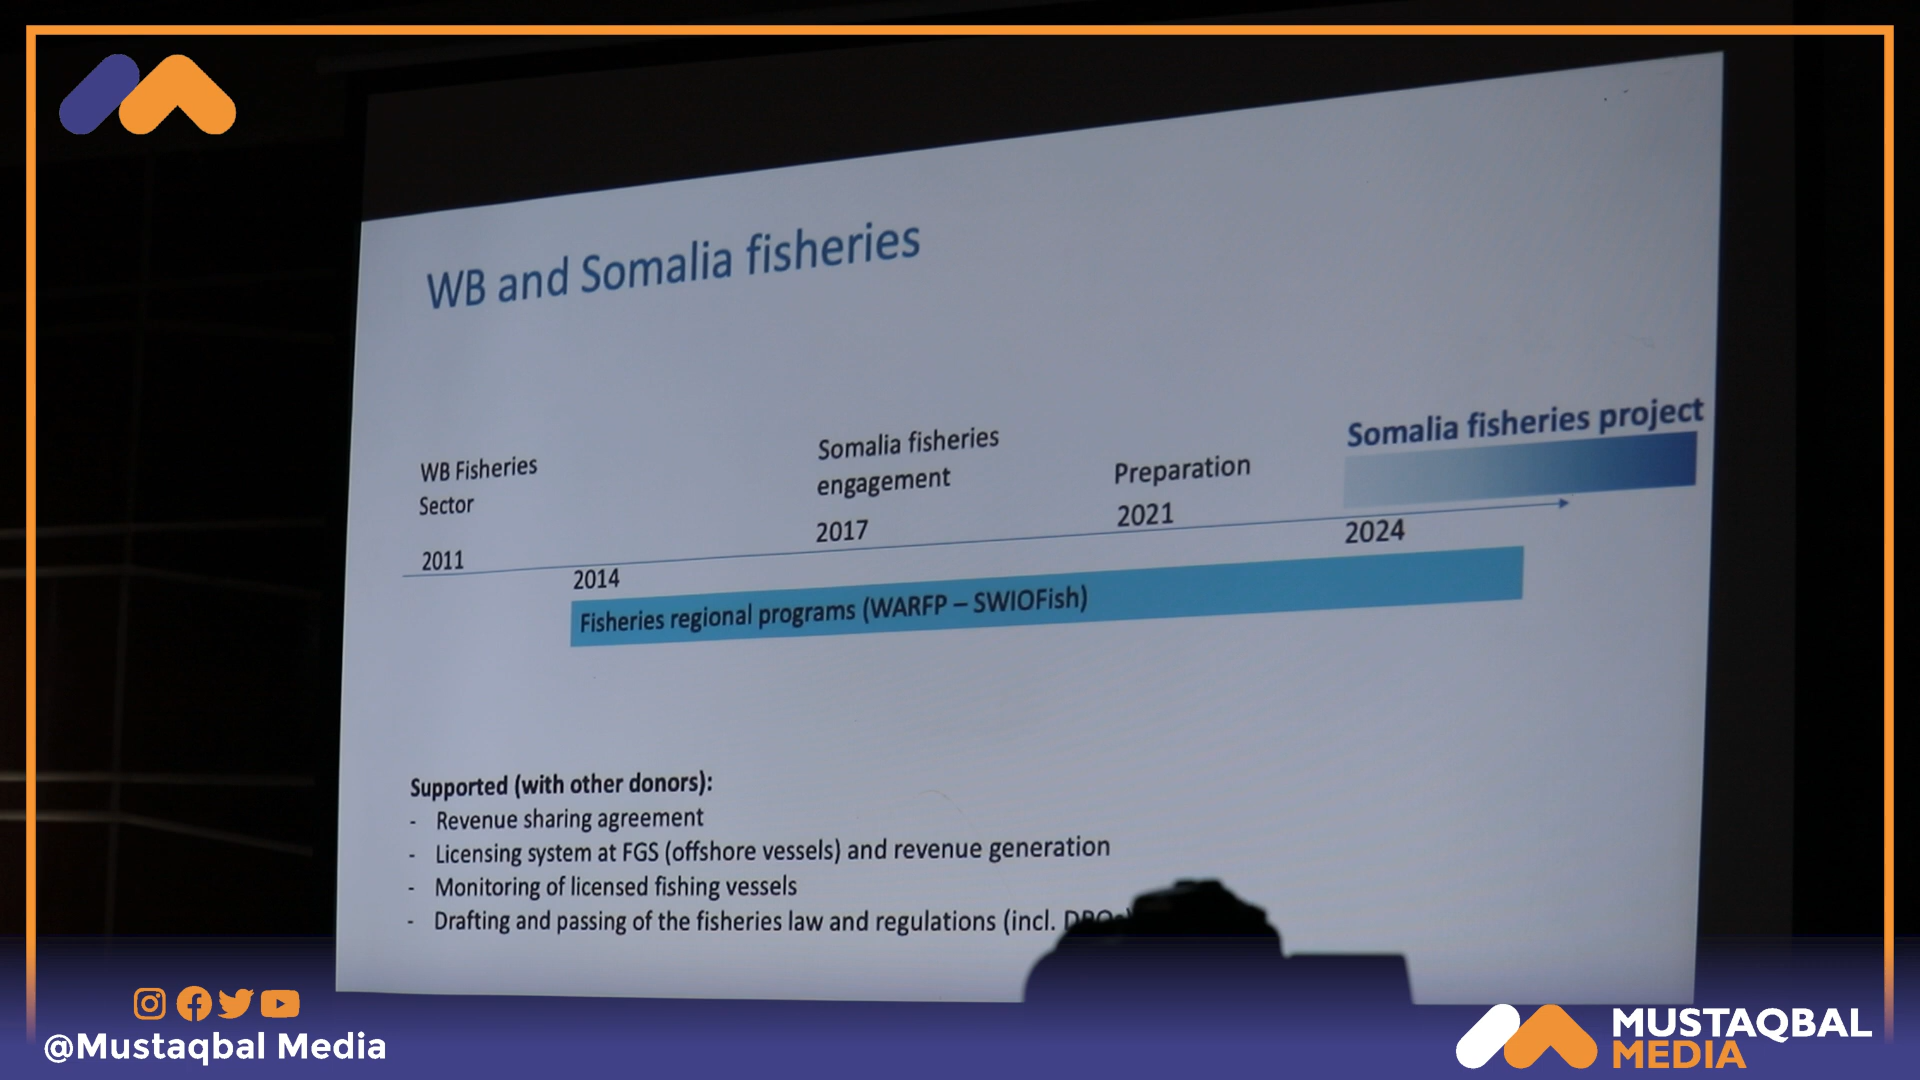 WB and Somalia fisheries
Somalia fisheries project
WB Fisheries
Sector
Somalia fisheries
engagement
Preparation
2011
2014
2017
2021
2024
Fisheries regional programs (WARFP – SWIOFish)
Supported (with other donors):
- Revenue sharing agreement
- Licensing system at FGS (offshore vessels) and revenue generation
- Monitoring of licensed fishing vessels
- Drafting and passing of the fisheries law and regulations (incl.
@Mustaqbal Media
MUSTAQBAL
MEDIA